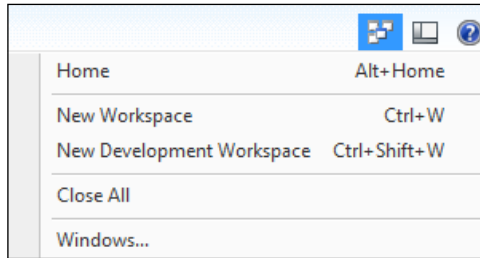 Home Alt+Home
New Workspace Ctrl+W
New Development Workspace Ctrl+Shift+W
Close All
Windows...